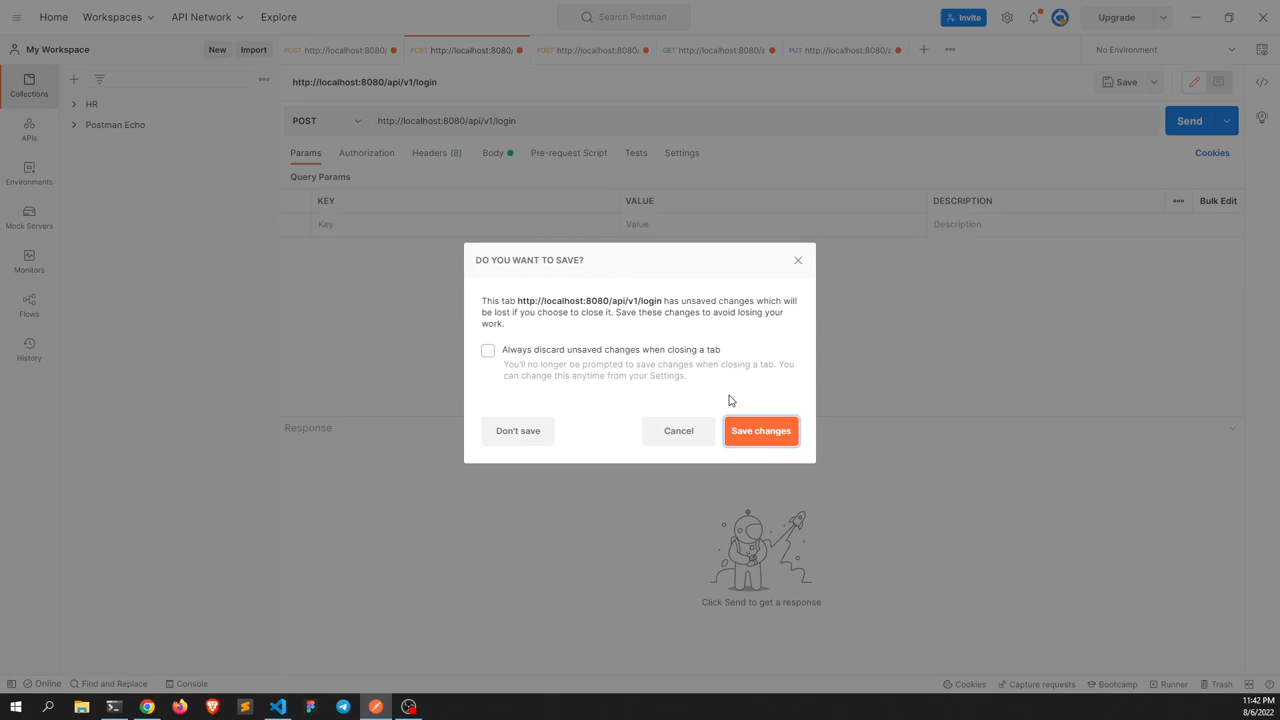 Home
Workspaces
API Network
Explore
Search Postman
Invite
Upgrade
My Workspace
New
Import
POST http://localhost:8080/
POST http://localhost:8080/
POST http://localhost:8080/
GET http://localhost:8080/a
PUT http://localhost:8080/a
No Environment
Collections
APIs
Environments
Mock Servers
Monitors
Flows
History
HR
Postman Echo
http://localhost:8080/api/v1/login
Save
POST
http://localhost:8080/api/v1/login
Send
Params
Authorization
Headers (8)
Body
Pre-request Script
Tests
Settings
Cookies
Query Params
KEY
VALUE
DESCRIPTION
Bulk Edit
Key
Value
Description
DO YOU WANT TO SAVE?
This tab http://localhost:8080/api/v1/login has unsaved changes which will
be lost if you choose to close it. Save these changes to avoid losing your
work.
Always discard unsaved changes when closing a tab
You'll no longer be prompted to save changes when closing a tab. You
can change this anytime from your Settings.
Don't save
Cancel
Save changes
Response
Click Send to get a response
Online
Find and Replace
Console
Cookies
Capture requests
Bootcamp
Runner
Trash
11:42 PM
8/6/2022